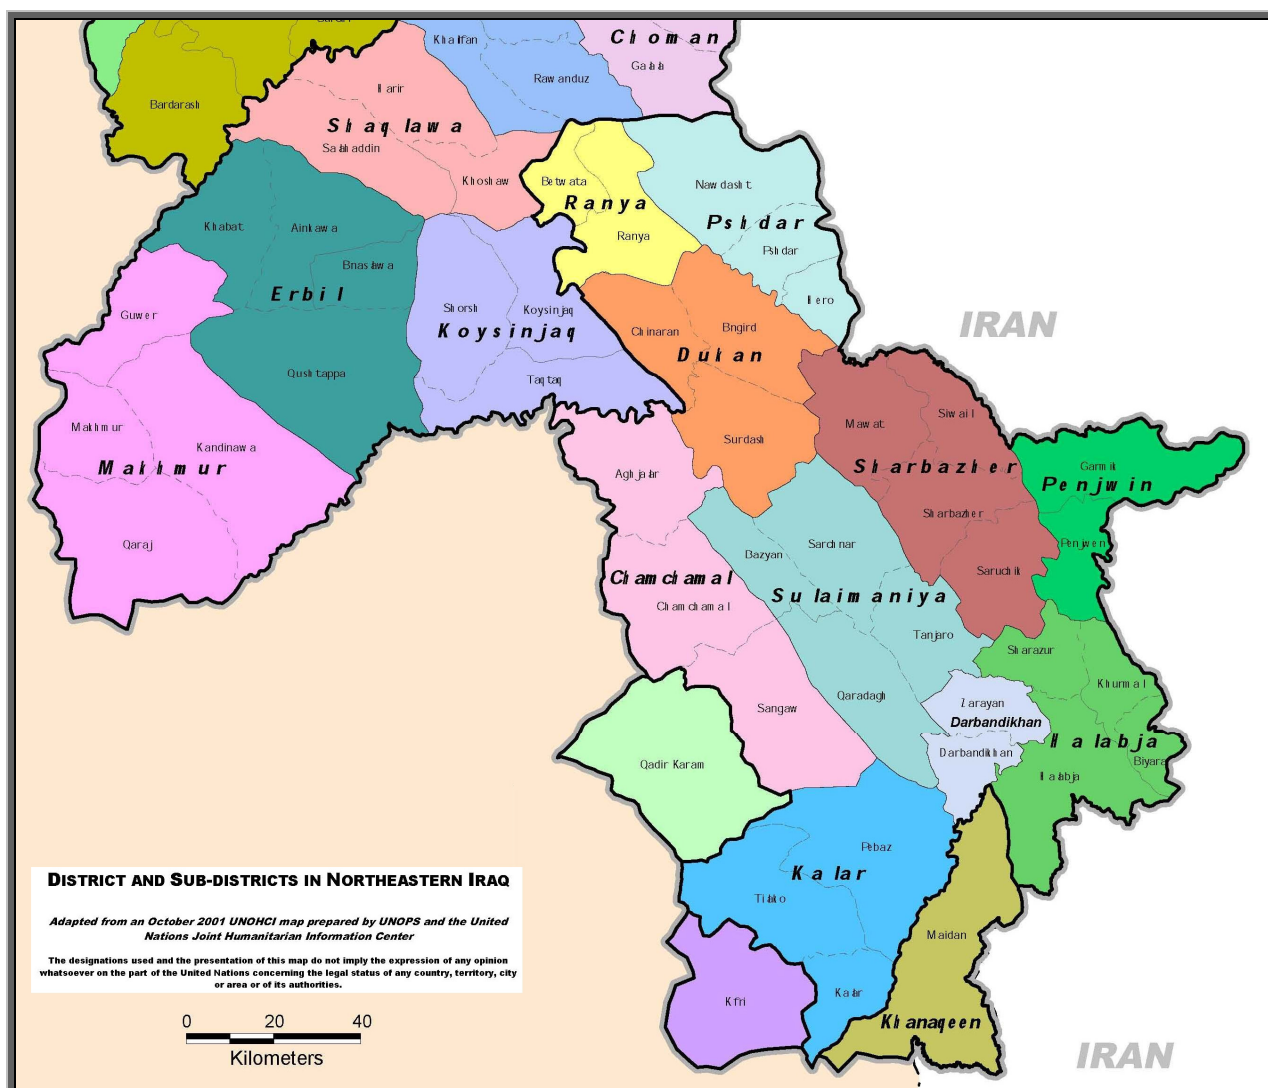 Khalifan
Choman
Galala
Rawanduz
Harir
Bardarash
Shaqlawa
Salahaddin
Khoshaw
Betwata
Nawdasht
Ranya
Pshdar
Khabat
Ainkawa
Ranya
Pshdar
Bnaslawa
Erbil
Hero
Guwer
Shorsh
Koysinjaq
Koysinjaq
Chinaran
Bngird
IRAN
Dukan
Qushtappa
Taqtaq
Makhmur
Kandinawa
Surdash
Mawat
Siwail
Makhmur
Aghjalar
Sharbazher
Garmik
Penjwin
Qaraj
Sharbazher
Bazyan
Sarchinar
Penjwen
Chamchamal
Saruchik
Chamchamal
Sulaimaniya
Tanjaro
Sharazur
Khurmal
Qaradagh
Sangaw
Zarayan
Darbandikhan
Halabja
Qadir Karam
Darbandikhan
Biyara
Halabja
Pebaz
Kalar
Tilako
DISTRICT AND SUB-DISTRICTS IN NORTHEASTERN IRAQ
Adapted from an October 2001 UNOHCI map prepared by UNOPS and the United
Nations Joint Humanitarian Information Center
The designations used and the presentation of this map do not imply the expression of any opinion
whatsoever on the part of the United Nations concerning the legal status of any country, territory, city
or area or of its authorities.
Maidan
Kifri
Kalar
Khanaqeen
0 20 40
Kilometers
IRAN